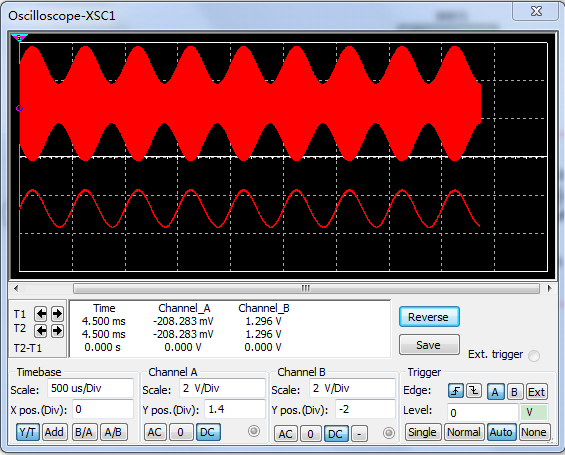 Oscilloscope-XSC1
T1
T2
T2-T1
Time Channel_A Channel_B
4.500 ms -208.283 mV 1.296 V
4.500 ms -208.283 mV 1.296 V
0.000 s 0.000 V 0.000 V
Reverse
Save
Ext. trigger
Timebase
Scale: 500 us/Div
X pos.(Div): 0
Y/T Add B/A A/B
Channel A
Scale: 2 V/Div
Y pos.(Div): 1.4
AC 0 DC
Channel B
Scale: 2 V/Div
Y pos.(Div): -2
AC 0 DC -
Trigger
Edge: A B Ext
Level: 0 V
Single Normal Auto None